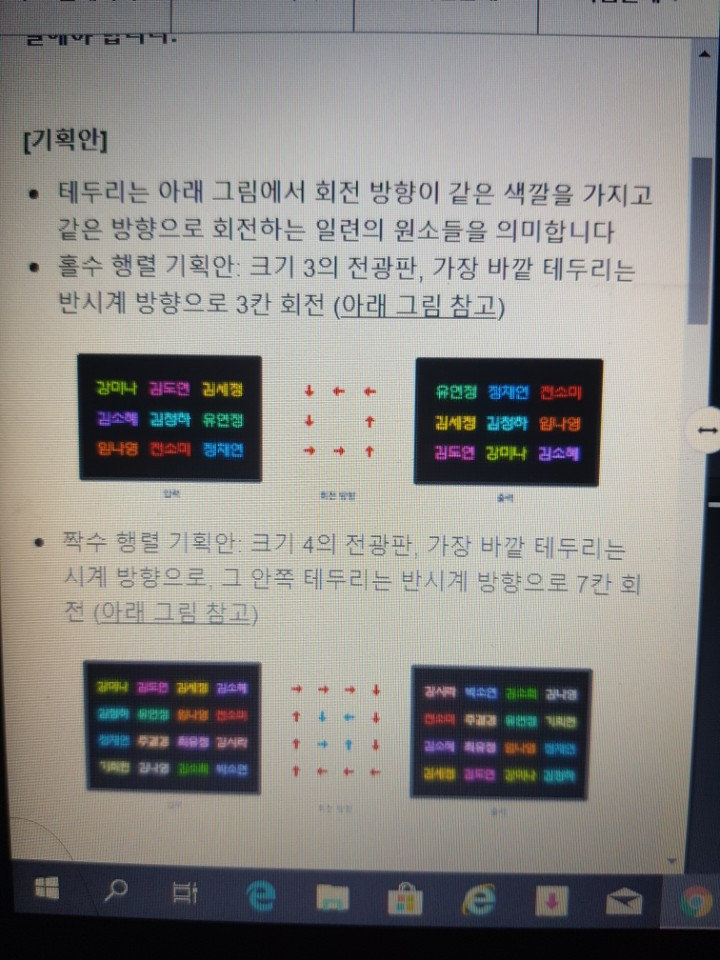 [기획안]
테두리는 아래 그림에서 회전 방향이 같은 색깔을 가지고
같은 방향으로 회전하는 일련의 원소들을 의미합니다
홀수 행렬 기획안: 크기 3의 전광판, 가장 바깥 테두리는
반시계 방향으로 3칸 회전 (아래 그림 참고)
강미나 김도연 김세정 유연정 정재연 전소미
김소혜 김청하 유연정 김세정 김청하 임나영
임나영 전소미 정재연 김도연 강미나 김소혜
입력 회전 방향 출력
짝수 행렬 기획안: 크기 4의 전광판, 가장 바깥 테두리는
시계 방향으로, 그 안쪽 테두리는 반시계 방향으로 7칸 회
전 (아래 그림 참고)
강미나 김도연 김세정 김소혜 김시라 박소연 김소희 김나영
김청하 유연정 임나영 전소미 전소미 주결경 유연정 기희현
정재연 주결경 최유정 김시라 김소혜 최유정 임나영 정재연
기희현 김나영 김소희 박소연 김세정 김도연 강미나 김청하
입력 회전 방향 출력